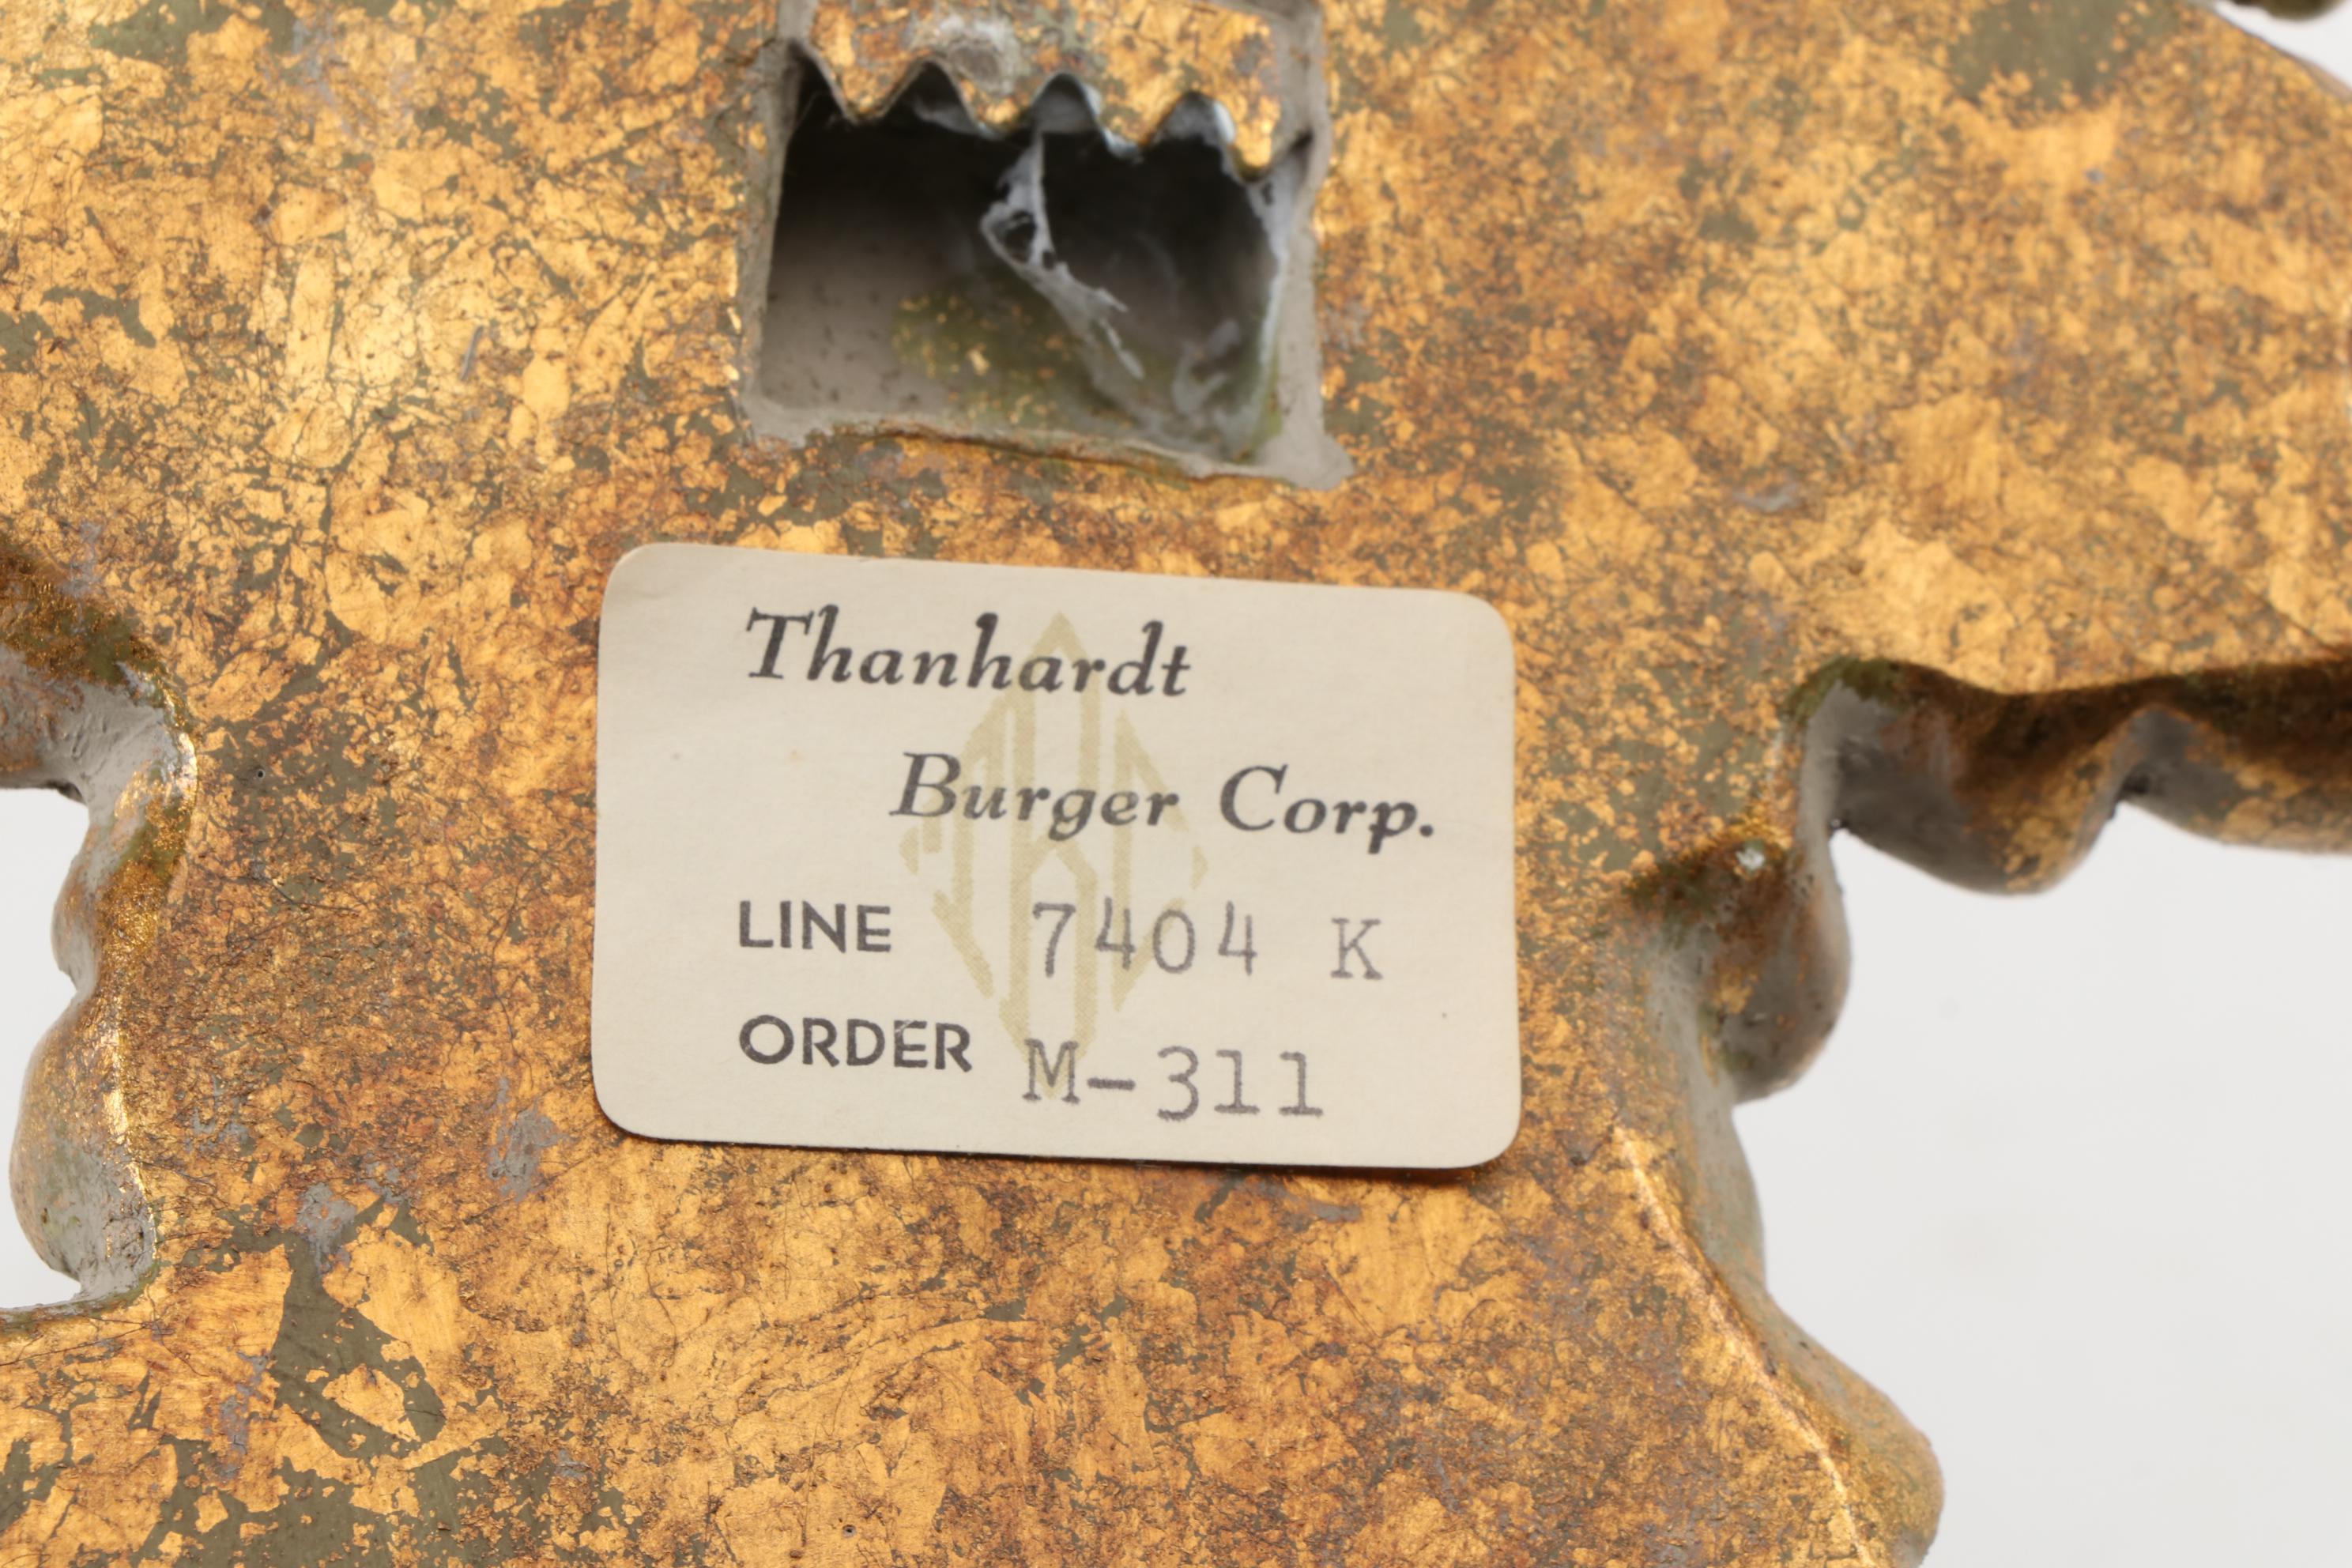 Thanhardt
Burger Corp.
LINE 7404 K
ORDER M-311